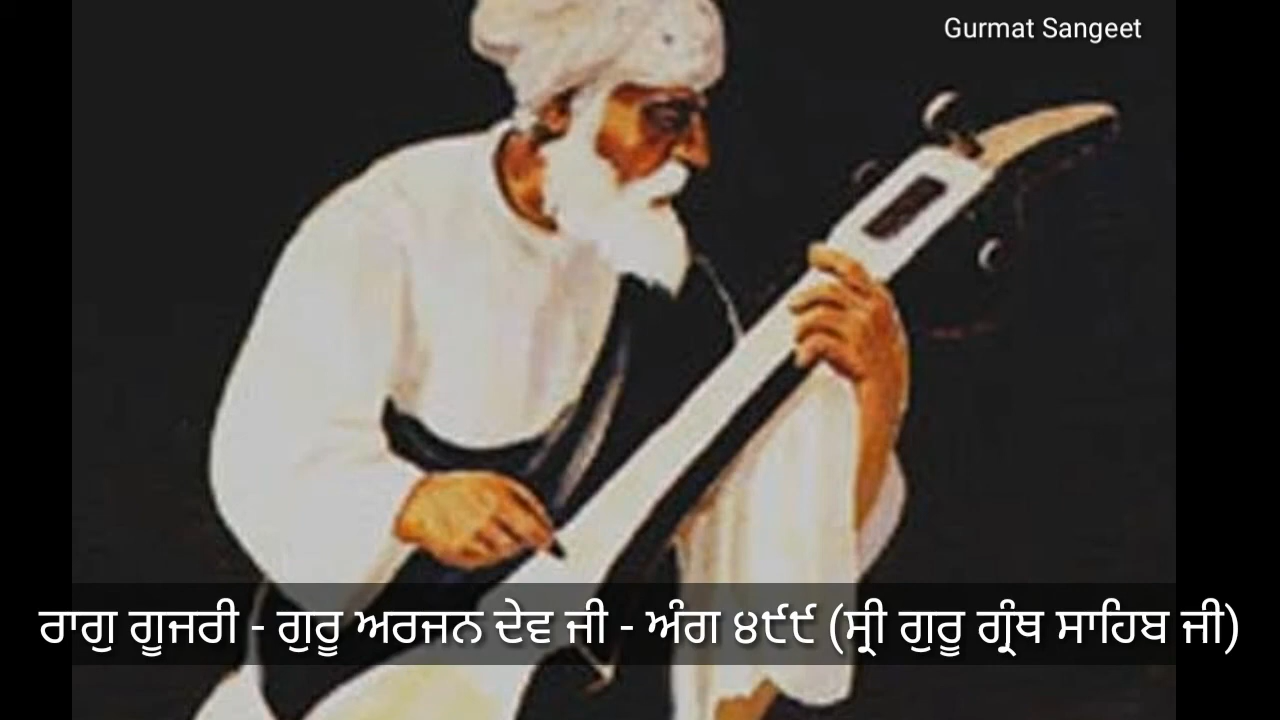 Gurmat Sangeet
ਰਾਗੁ ਗੂਜਰੀ - ਗੁਰੂ ਅਰਜਨ ਦੇਵ ਜੀ - ਅੰਗ ੪੯੯ (ਸ੍ਰੀ ਗੁਰੂ ਗ੍ਰੰਥ ਸਾਹਿਬ ਜੀ)